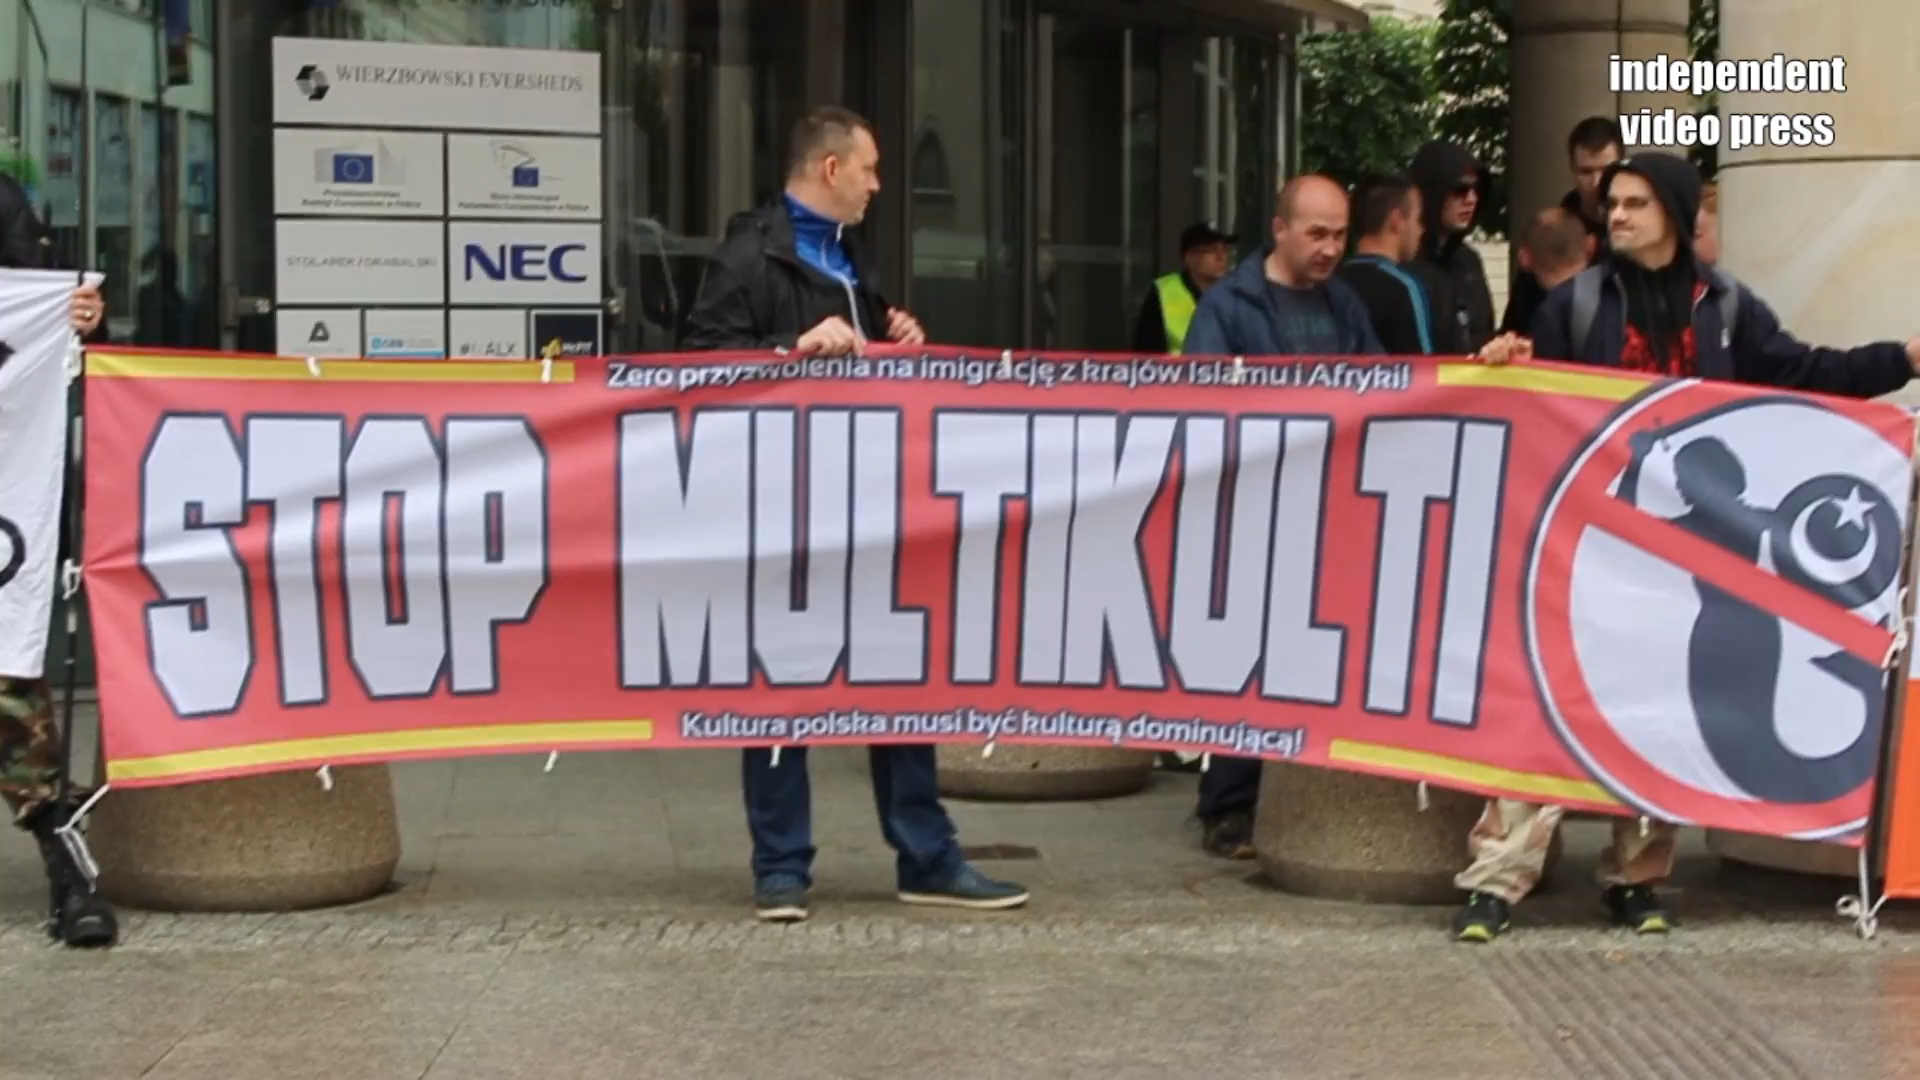 independent
video press
WIERZBOWSKI EVERSHEDS
NEC
Zero przyzwolenia na imigrację z krajów Islamu i Afryki!
STOP MULTIKULTI
Kultura polska musi być kulturą dominującą!